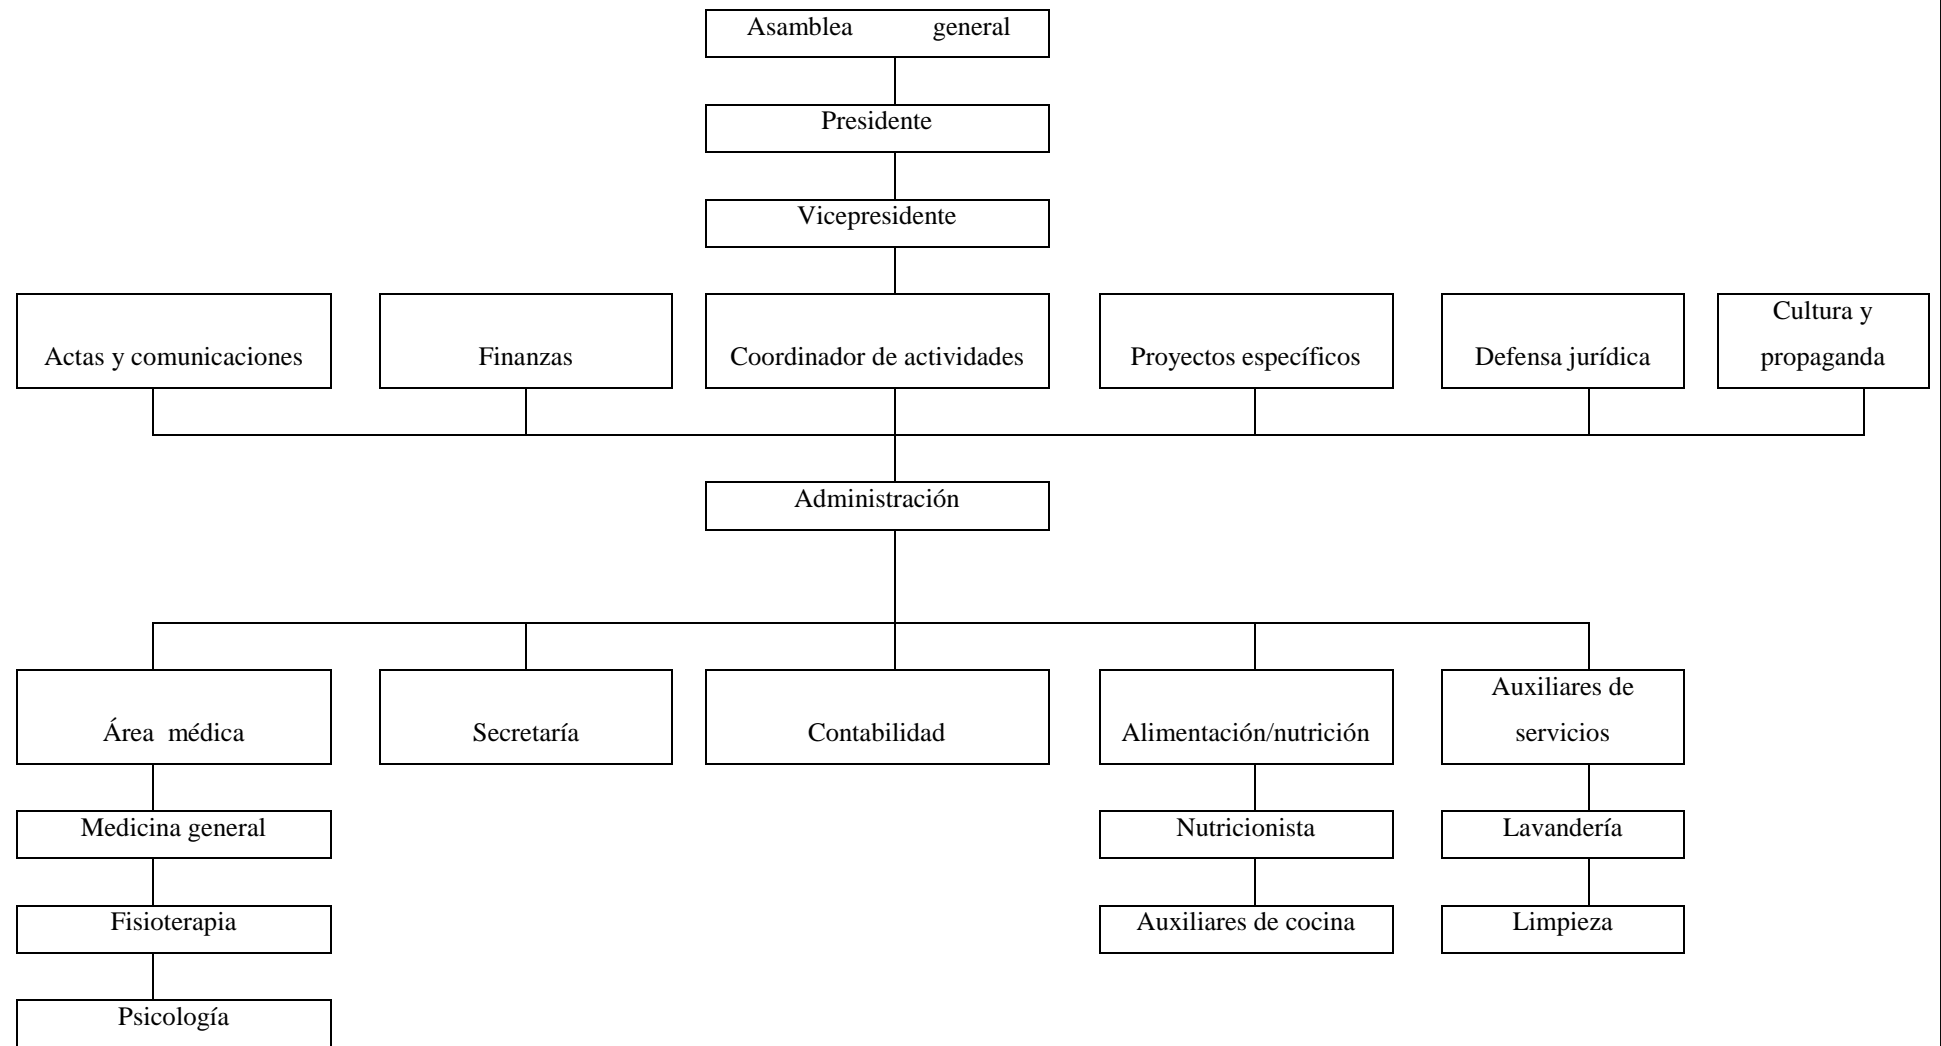 Asamblea general
Presidente
Vicepresidente
Actas y comunicaciones
Finanzas
Coordinador de actividades
Proyectos específicos
Defensa jurídica
Cultura y
propaganda
Administración
Área médica
Secretaría
Contabilidad
Alimentación/nutrición
Auxiliares de
servicios
Medicina general
Nutricionista
Lavandería
Fisioterapia
Auxiliares de cocina
Limpieza
Psicología